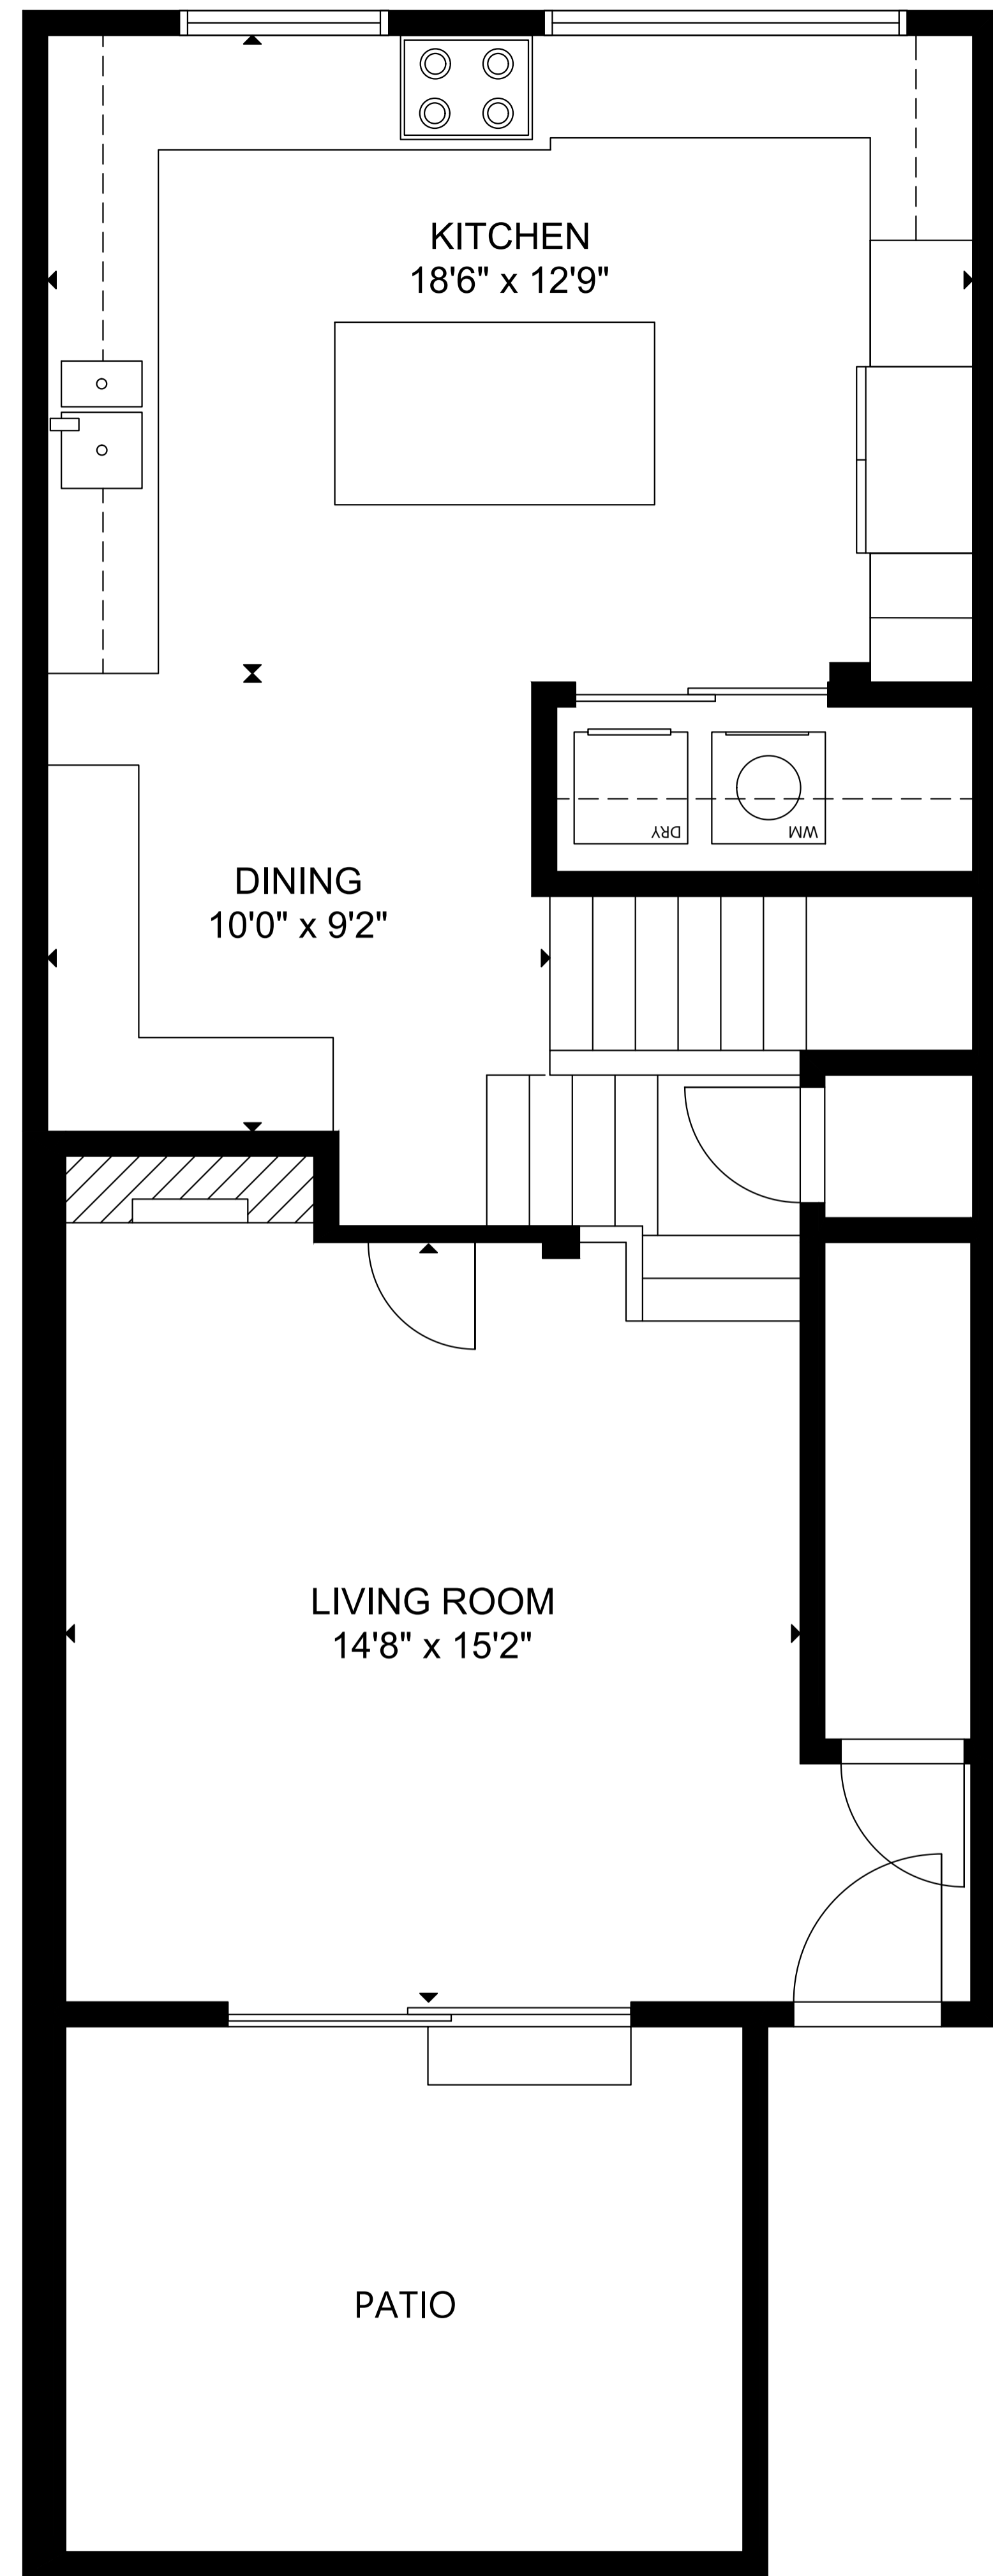 KITCHEN
18'6" x 12'9"
DRY
WM
DINING
10'0" x 9'2"
LIVING ROOM
14'8" x 15'2"
PATIO